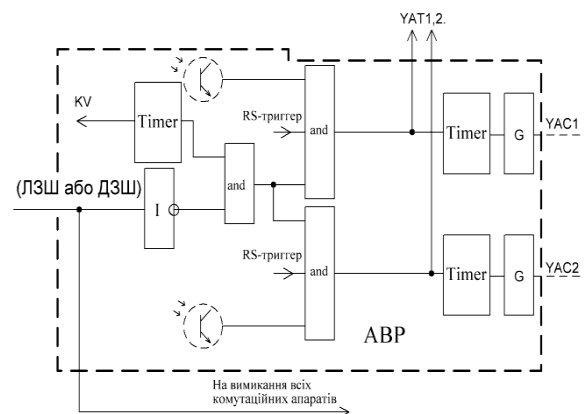 YAT1,2.
KV
Timer
RS-триггер
and
Timer
G
YAC1
and
(ЛЗШ або ДЗШ)
I
RS-триггер
and
Timer
G
YAC2
АВР
На вимикання всіх
комутаційних апаратів